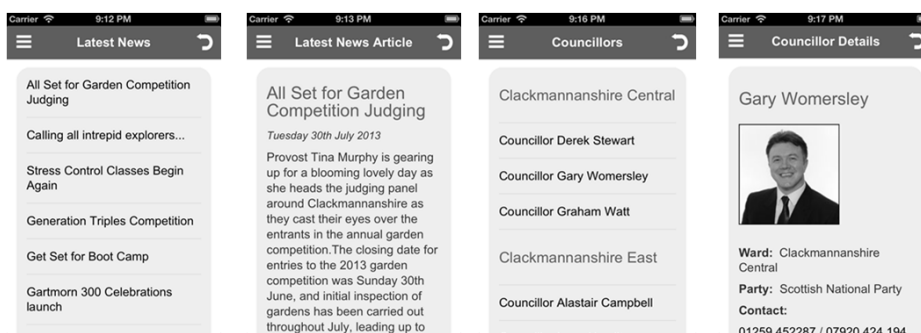 Carrier 9:12 PM
Latest News
All Set for Garden Competition
Judging
Calling all intrepid explorers...
Stress Control Classes Begin
Again
Generation Triples Competition
Get Set for Boot Camp
Gartmorn 300 Celebrations
launch
Carrier 9:13 PM
Latest News Article
All Set for Garden
Competition Judging
Tuesday 30th July 2013
Provost Tina Murphy is gearing
up for a blooming lovely day as
she heads the judging panel
around Clackmannanshire as
they cast their eyes over the
entrants in the annual garden
competition.The closing date for
entries to the 2013 garden
competition was Sunday 30th
June, and initial inspection of
gardens has been carried out
throughout July, leading up to
Carrier 9:16 PM
Councillors
Clackmannanshire Central
Councillor Derek Stewart
Councillor Gary Womersley
Councillor Graham Watt
Clackmannanshire East
Councillor Alastair Campbell
Carrier 9:17 PM
Councillor Details
Gary Womersley
Ward: Clackmannanshire
Central
Party: Scottish National Party
Contact:
01259 452287 / 07920 424 194